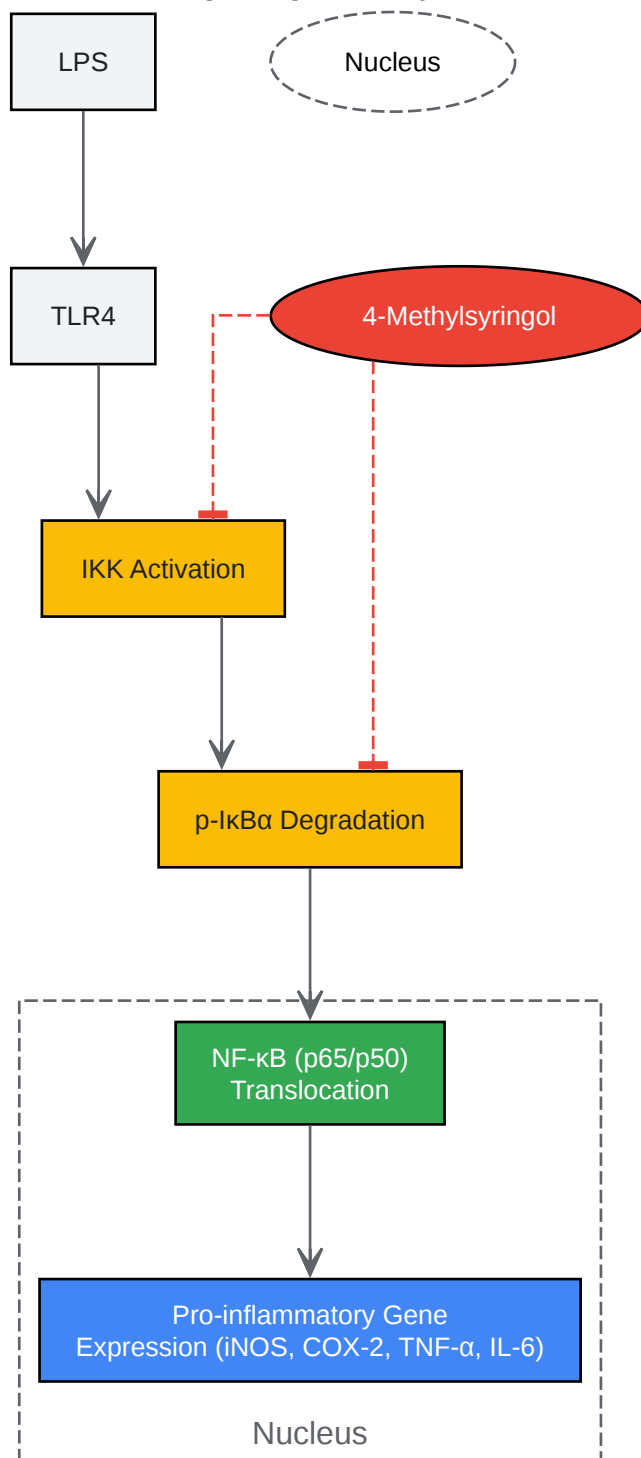 LPS
Nucleus
TLR4
4-Methylsyringol
IKK Activation
p-IκBα Degradation
NF-κB (p65/p50)
Translocation
Pro-inflammatory Gene
Expression (iNOS, COX-2, TNF-α, IL-6)
Nucleus